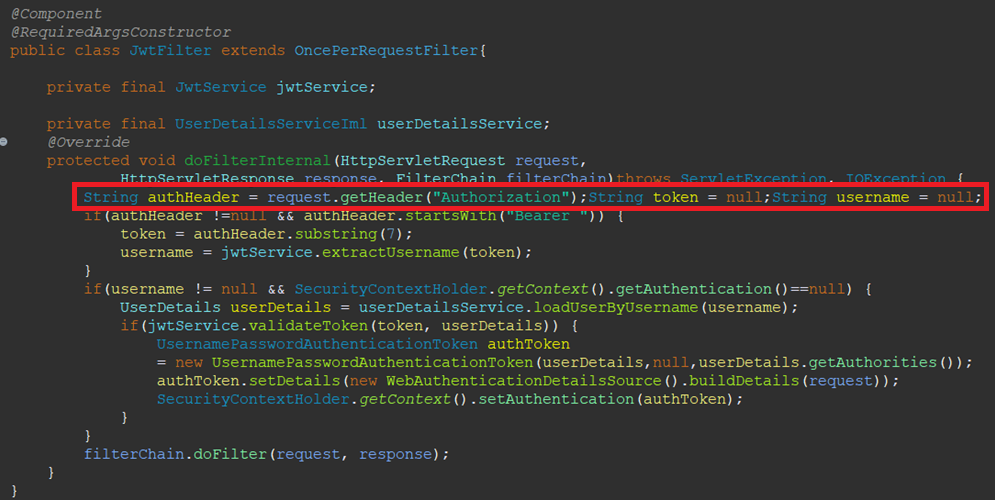 @Component
@RequiredArgsConstructor
public class JwtFilter extends OncePerRequestFilter{
private final JwtService jwtService;
private final UserDetailsServiceIml userDetailsService;
@Override
protected void doFilterInternal(HttpServletRequest request,
HttpServletResponse response, FilterChain filterChain)throws ServletException, IOException {
String authHeader = request.getHeader("Authorization");String token = null;String username = null;
if(authHeader !=null && authHeader.startsWith("Bearer ")) {
token = authHeader.substring(7);
username = jwtService.extractUsername(token);
}
if(username != null && SecurityContextHolder.getContext().getAuthentication()==null) {
UserDetails userDetails = userDetailsService.loadUserByUsername(username);
if(jwtService.validateToken(token, userDetails)) {
UsernamePasswordAuthenticationToken authToken
= new UsernamePasswordAuthenticationToken(userDetails,null,userDetails.getAuthorities());
authToken.setDetails(new WebAuthenticationDetailsSource().buildDetails(request));
SecurityContextHolder.getContext().setAuthentication(authToken);
}
}
filterChain.doFilter(request, response);
}
}